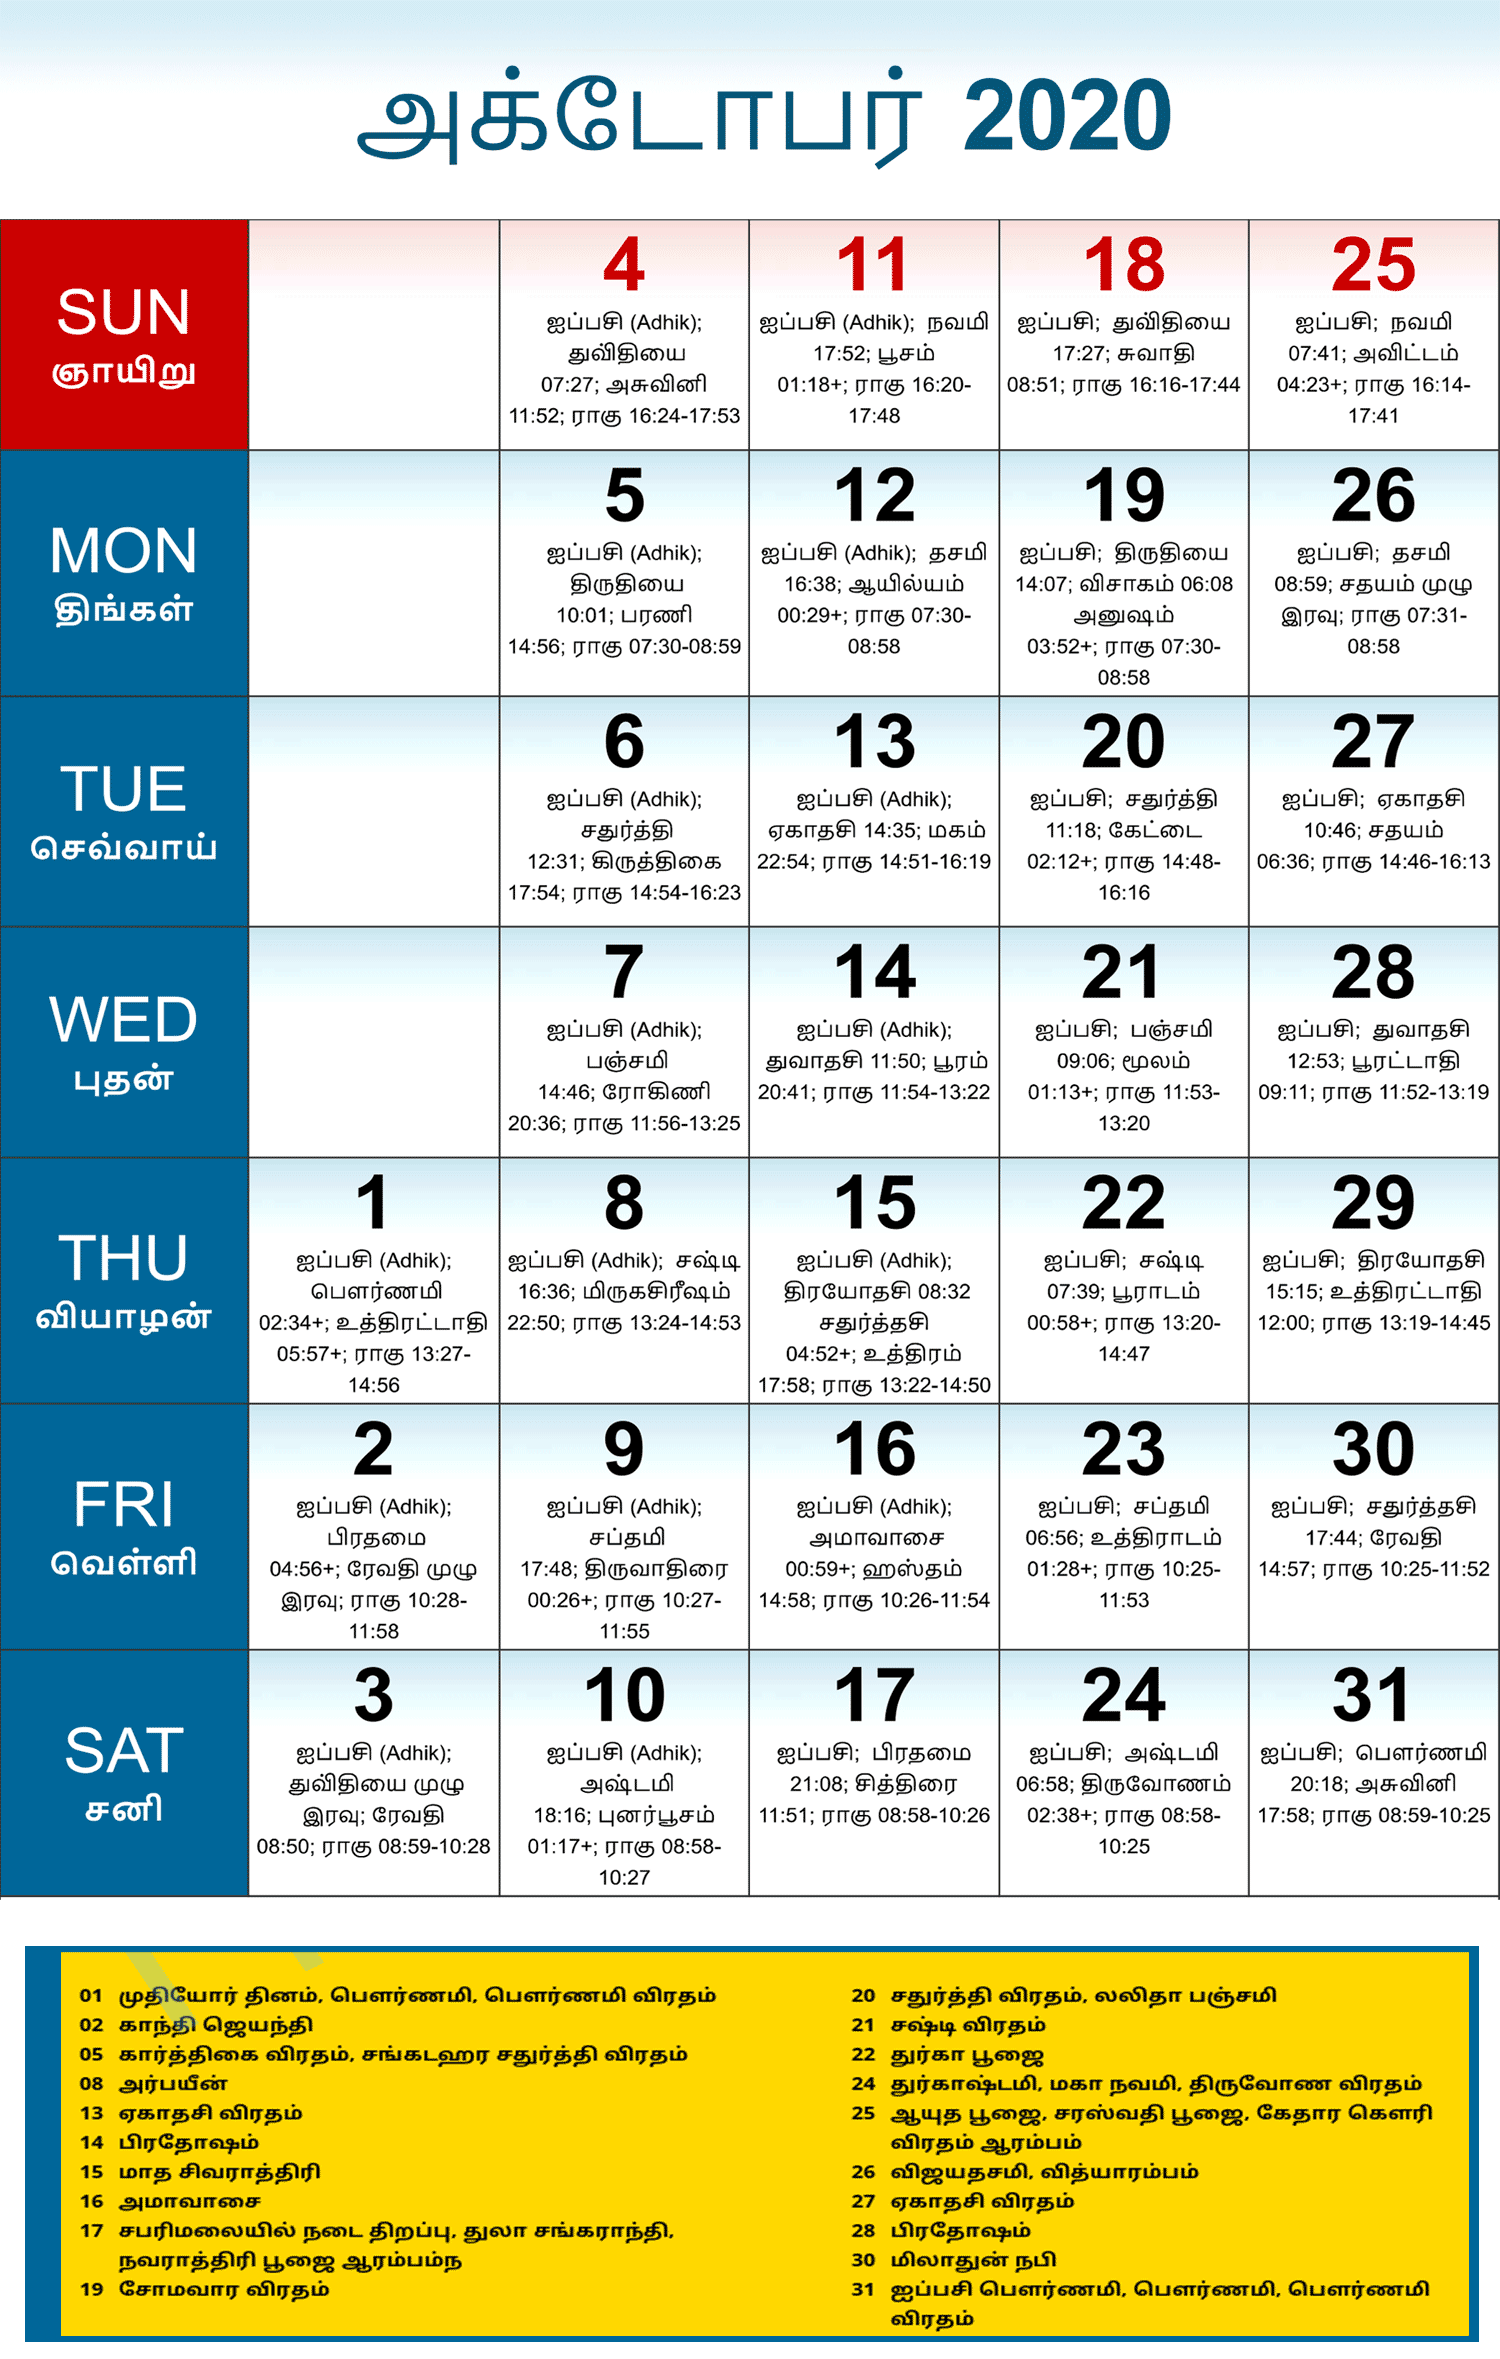 அக்டோபர் 2020
SUN
ஞாயிறு
4
ஐப்பசி (Adhik);
துவிதியை
07:27; அசுவினி
11:52; ராகு 16:24-17:53
11
ஐப்பசி (Adhik); நவமி
17:52; பூசம்
01:18+; ராகு 16:20-
17:48
18
ஐப்பசி; துவிதியை
17:27; சுவாதி
08:51; ராகு 16:16-17:44
25
ஐப்பசி; நவமி
07:41; அவிட்டம்
04:23+; ராகு 16:14-
17:41
MON
திங்கள்
5
ஐப்பசி (Adhik);
திருதியை
10:01; பரணி
14:56; ராகு 07:30-08:59
12
ஐப்பசி (Adhik); தசமி
16:38; ஆயில்யம்
00:29+; ராகு 07:30-
08:58
19
ஐப்பசி; திருதியை
14:07; விசாகம் 06:08
அனுஷம்
03:52+; ராகு 07:30-
08:58
26
ஐப்பசி; தசமி
08:59; சதயம் முழு
இரவு; ராகு 07:31-
08:58
TUE
செவ்வாய்
6
ஐப்பசி (Adhik);
சதுர்த்தி
12:31; கிருத்திகை
17:54; ராகு 14:54-16:23
13
ஐப்பசி (Adhik);
ஏகாதசி 14:35; மகம்
22:54; ராகு 14:51-16:19
20
ஐப்பசி; சதுர்த்தி
11:18; கேட்டை
02:12+; ராகு 14:48-
16:16
27
ஐப்பசி; ஏகாதசி
10:46; சதயம்
06:36; ராகு 14:46-16:13
WED
புதன்
7
ஐப்பசி (Adhik);
பஞ்சமி
14:46; ரோகிணி
20:36; ராகு 11:56-13:25
14
ஐப்பசி (Adhik);
துவாதசி 11:50; பூரம்
20:41; ராகு 11:54-13:22
21
ஐப்பசி; பஞ்சமி
09:06; மூலம்
01:13+; ராகு 11:53-
13:20
28
ஐப்பசி; துவாதசி
12:53; பூரட்டாதி
09:11; ராகு 11:52-13:19
THU
வியாழன்
1
ஐப்பசி (Adhik);
பௌர்ணமி
02:34+; உத்திரட்டாதி
05:57+; ராகு 13:27-
14:56
8
ஐப்பசி (Adhik); சஷ்டி
16:36; மிருகசிரீஷம்
22:50; ராகு 13:24-14:53
15
ஐப்பசி (Adhik);
திரயோதசி 08:32
சதுர்த்தசி
04:52+; உத்திரம்
17:58; ராகு 13:22-14:50
22
ஐப்பசி; சஷ்டி
07:39; பூராடம்
00:58+; ராகு 13:20-
14:47
29
ஐப்பசி; திரயோதசி
15:15; உத்திரட்டாதி
12:00; ராகு 13:19-14:45
FRI
வெள்ளி
2
ஐப்பசி (Adhik);
பிரதமை
04:56+; ரேவதி முழு
இரவு; ராகு 10:28-
11:58
9
ஐப்பசி (Adhik);
சப்தமி
17:48; திருவாதிரை
00:26+; ராகு 10:27-
11:55
16
ஐப்பசி (Adhik);
அமாவாசை
00:59+; ஹஸ்தம்
14:58; ராகு 10:26-11:54
23
ஐப்பசி; சப்தமி
06:56; உத்திராடம்
01:28+; ராகு 10:25-
11:53
30
ஐப்பசி; சதுர்த்தசி
17:44; ரேவதி
14:57; ராகு 10:25-11:52
SAT
சனி
3
ஐப்பசி (Adhik);
துவிதியை முழு
இரவு; ரேவதி
08:50; ராகு 08:59-10:28
10
ஐப்பசி (Adhik);
அஷ்டமி
18:16; புனர்பூசம்
01:17+; ராகு 08:58-
10:27
17
ஐப்பசி; பிரதமை
21:08; சித்திரை
11:51; ராகு 08:58-10:26
24
ஐப்பசி; அஷ்டமி
06:58; திருவோணம்
02:38+; ராகு 08:58-
10:25
31
ஐப்பசி; பௌர்ணமி
20:18; அசுவினி
17:58; ராகு 08:59-10:25
01 முதியோர் தினம், பௌர்ணமி, பௌர்ணமி விரதம்
02 காந்தி ஜெயந்தி
05 கார்த்திகை விரதம், சங்கடஹர சதுர்த்தி விரதம்
08 அர்பயீன்
13 ஏகாதசி விரதம்
14 பிரதோஷம்
15 மாத சிவராத்திரி
16 அமாவாசை
17 சபரிமலையில் நடை திறப்பு, துலா சங்கராந்தி,
நவராத்திரி பூஜை ஆரம்பம்ந
19 சோமவார விரதம்
20 சதுர்த்தி விரதம், லலிதா பஞ்சமி
21 சஷ்டி விரதம்
22 துர்கா பூஜை
24 துர்காஷ்டமி, மகா நவமி, திருவோண விரதம்
25 ஆயுத பூஜை, சரஸ்வதி பூஜை, கேதார கௌரி
விரதம் ஆரம்பம்
26 விஜயதசமி, வித்யாரம்பம்
27 ஏகாதசி விரதம்
28 பிரதோஷம்
30 மிலாதுன் நபி
31 ஐப்பசி பௌர்ணமி, பௌர்ணமி, பௌர்ணமி
விரதம்